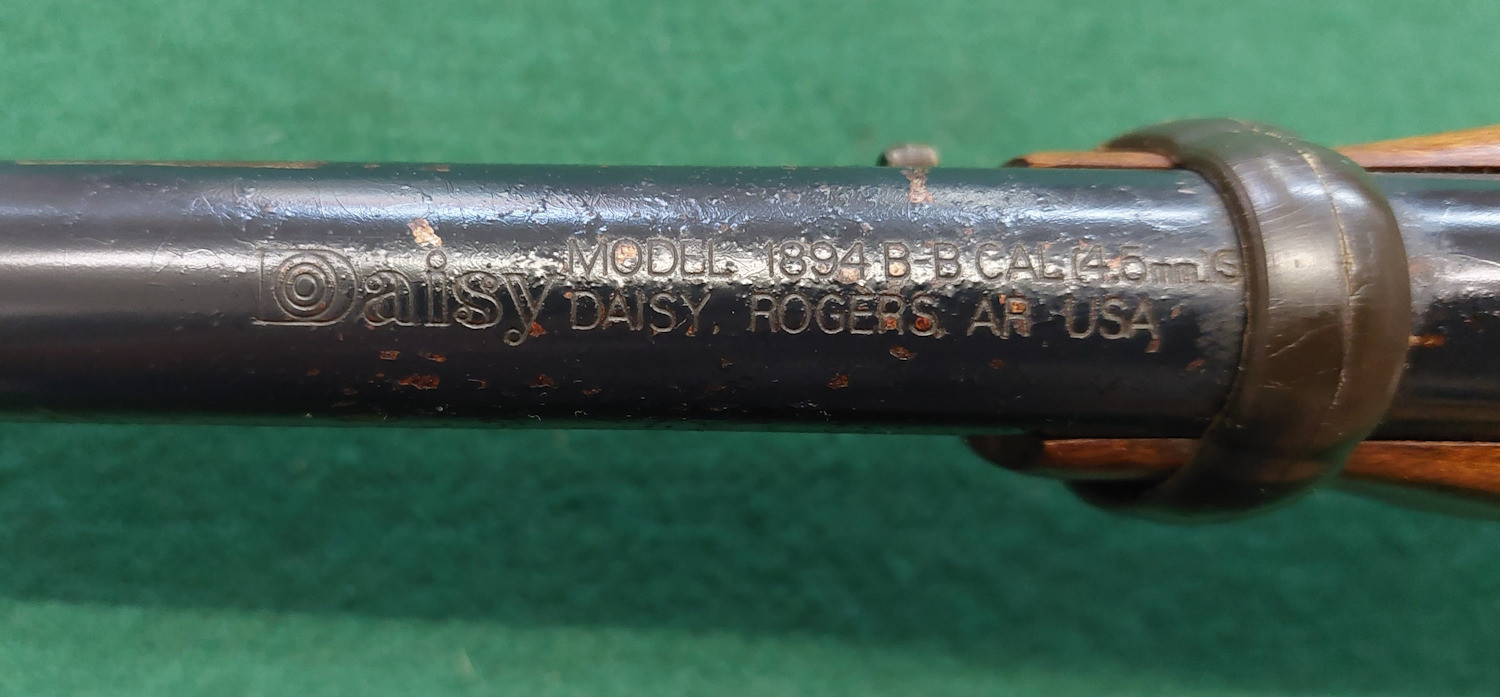 Daisy
MODEL 1894 B-B CAL (4.5mm.S
DAISY, ROGERS, AR USA